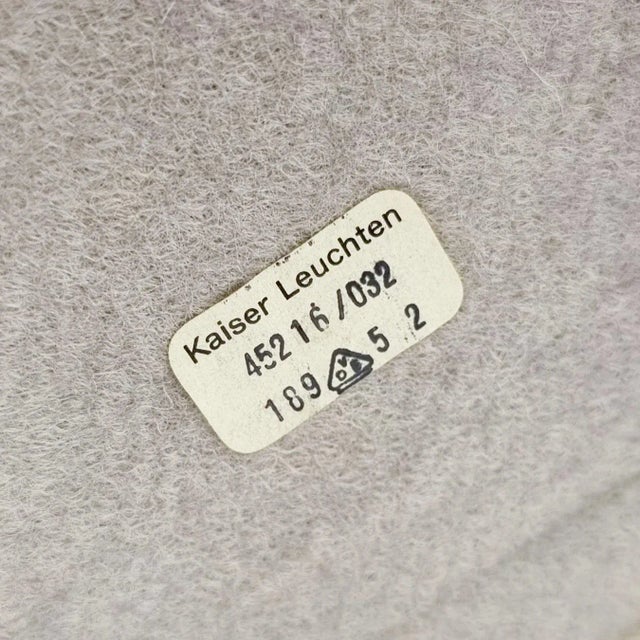 Kaiser Leuchten
45216/032
189 5 2